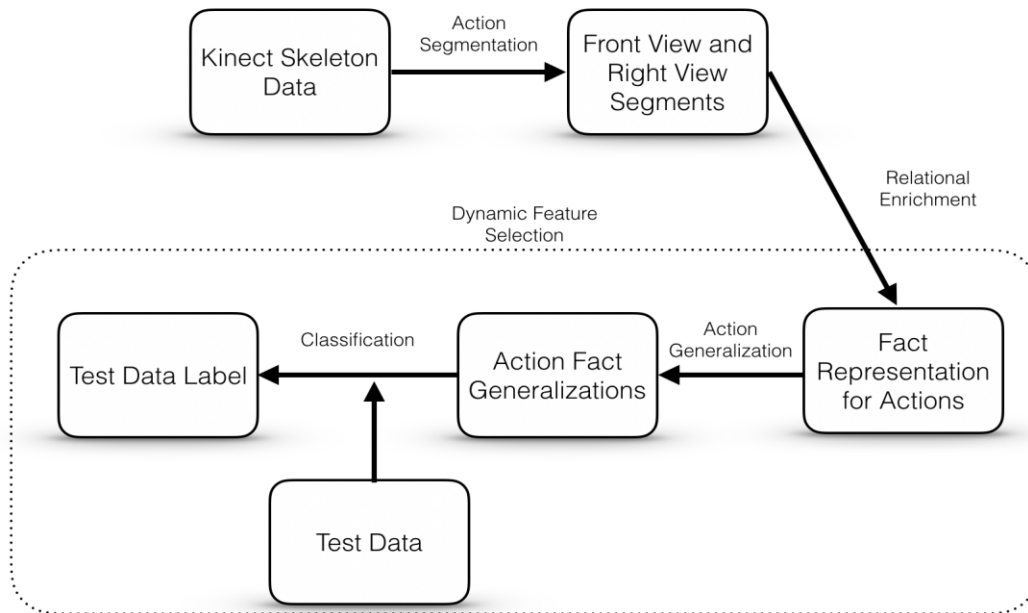 Kinect Skeleton
Data
Action
Segmentation
Front View and
Right View
Segments
Relational
Enrichment
Dynamic Feature
Selection
Test Data Label
Classification
Action Fact
Generalizations
Action
Generalization
Fact
Representation
for Actions
Test Data